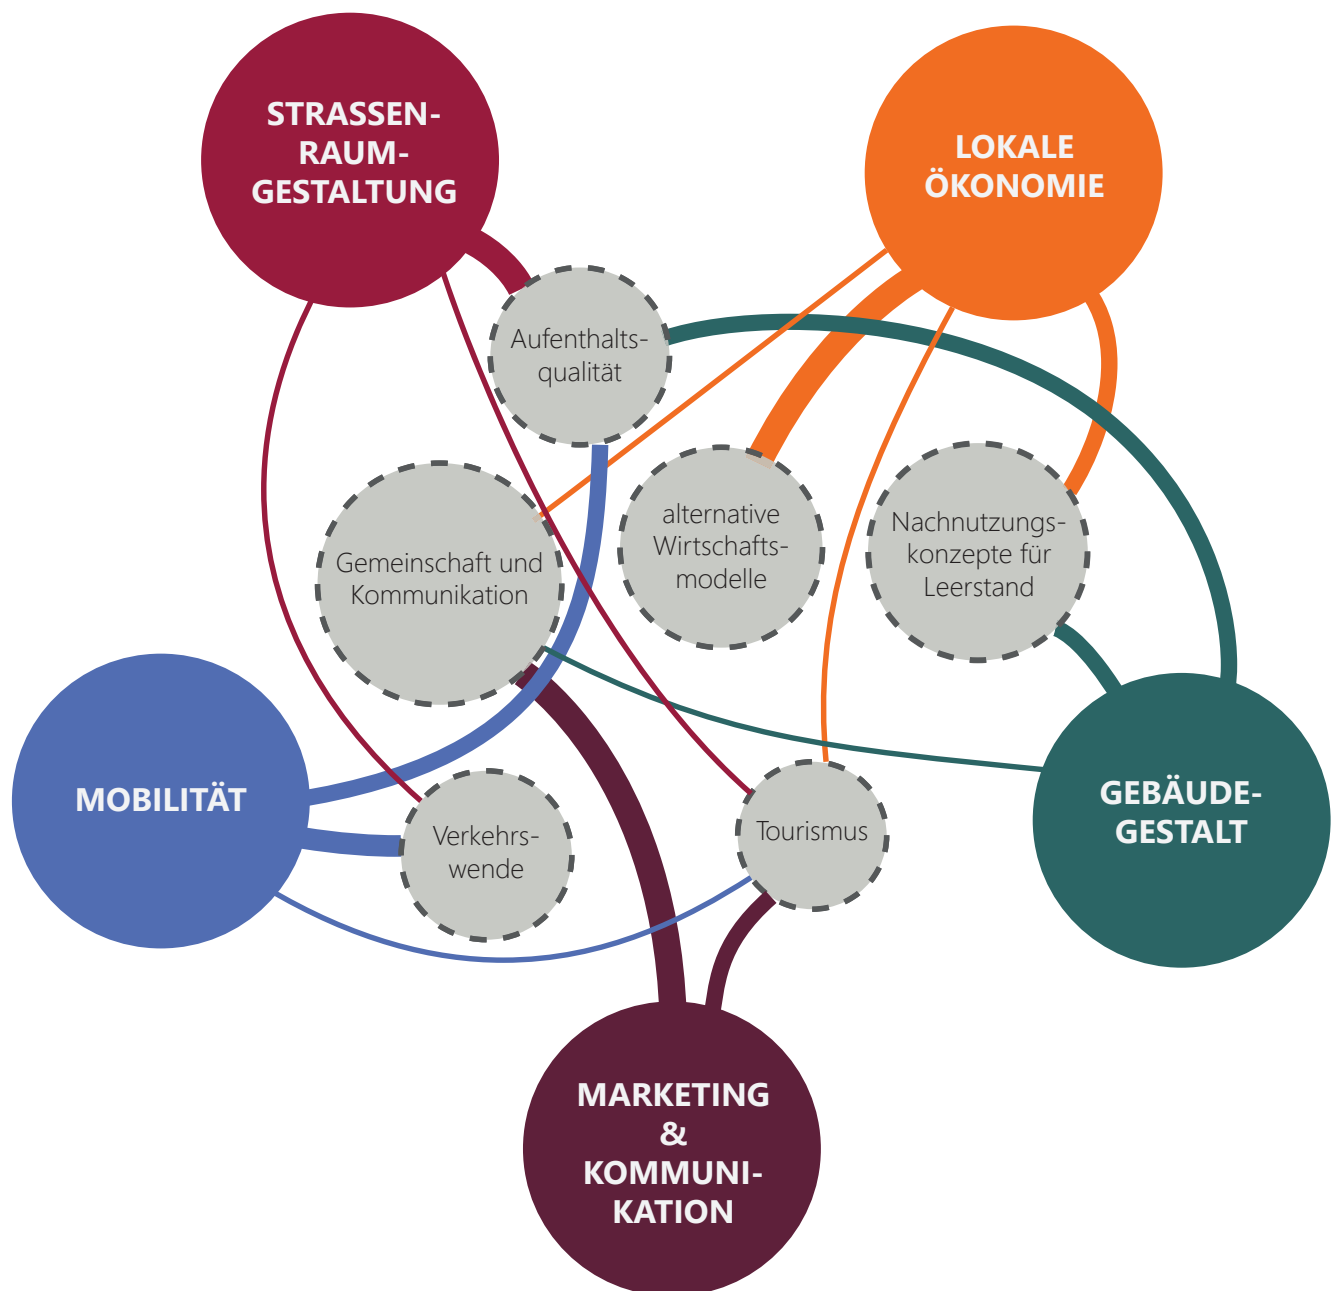 STRASSEN-
RAUM-
GESTALTUNG
LOKALE
ÖKONOMIE
Aufenthalts-
qualität
Gemeinschaft und
Kommunikation
alternative
Wirtschafts-
modelle
Nachnutzungs-
konzepte für
Leerstand
MOBILITÄT
Verkehrs-
wende
Tourismus
GEBÄUDE-
GESTALT
MARKETING
&
KOMMUNI-
KATION